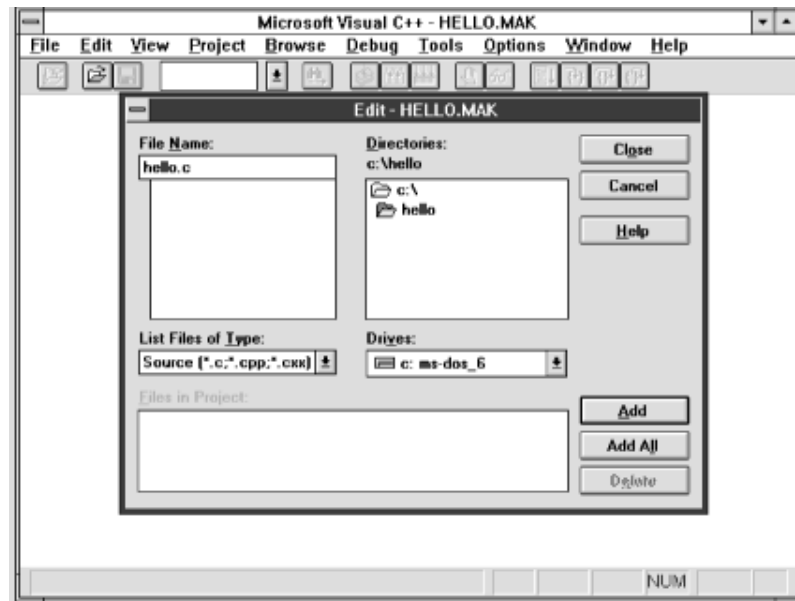 Microsoft Visual C++ - HELLO.MAK
File Edit View Project Browse Debug Tools Options Window Help
Edit - HELLO.MAK
File Name:
hello.c
Directories:
c:\hello
c:\
hello
Close
Cancel
Help
List Files of Type:
Source (*.c;*.cpp;*.cxx)
Drives:
c: ms-dos_6
Files in Project:
Add
Add All
Delete
NUM